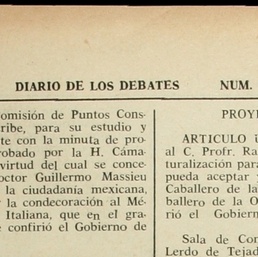 DIARIO DE LOS DEBATES NUM.
omisión de Puntos Cons-
ribe, para su estudio y
te con la minuta de pro-
robado por la H. Cáma-
virtud del cual se conce-
octor Guillermo Massieu
la ciudadanía mexicana,
r la condecoración al Mé-
Italiana, que en el gra-
e confirió el Gobierno de
PROYE
ARTICULO
al C. Profr. Ra
turalización para
pueda aceptar y
Caballero de la
ballero de la O
rió el Gobiern
Sala de Com
Lerdo de Tejad